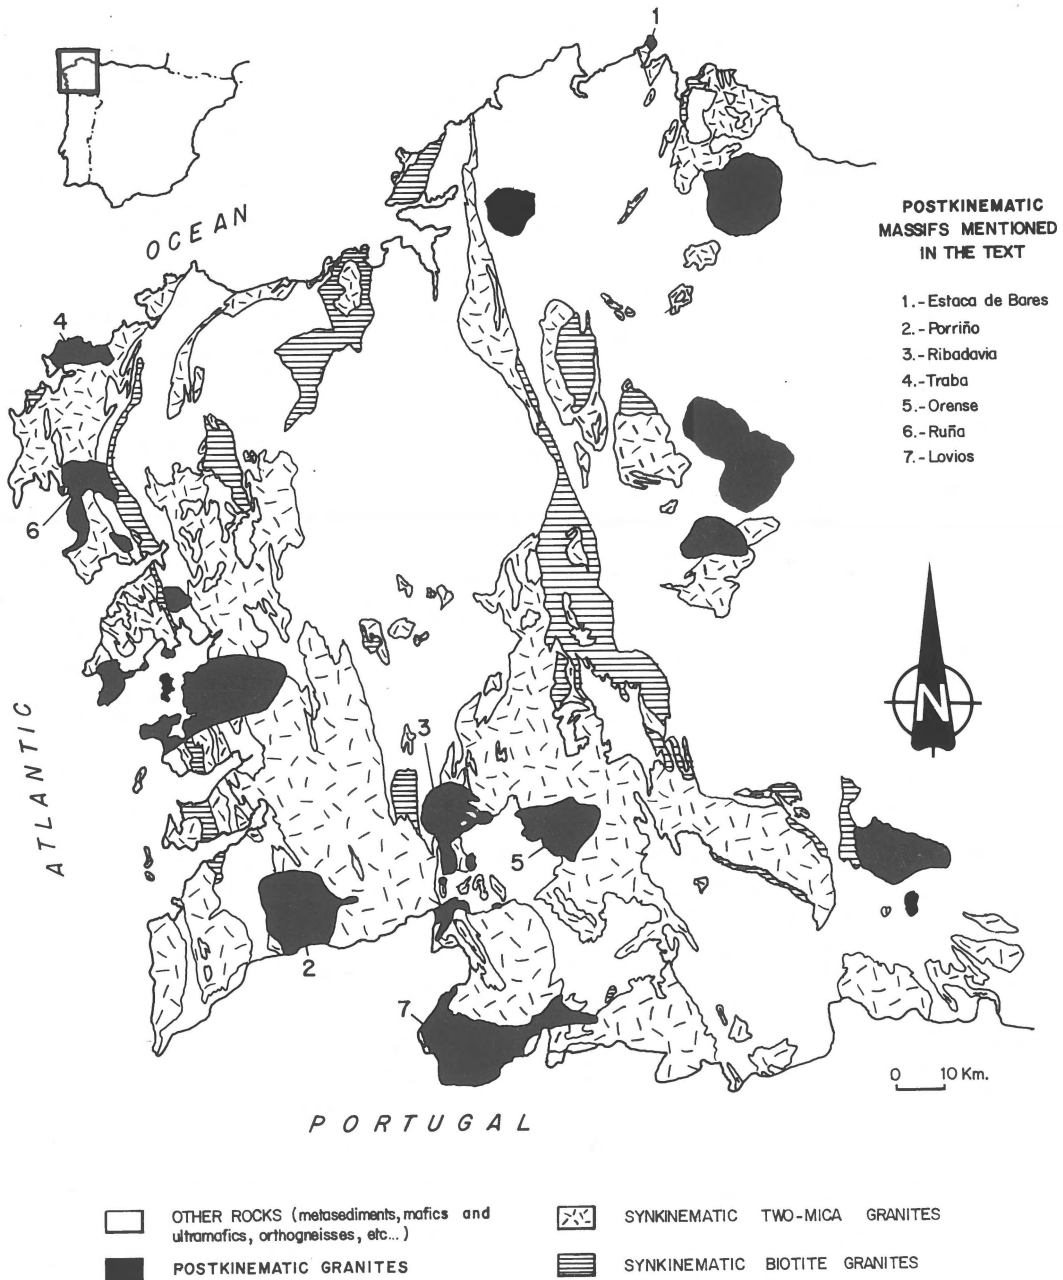 1
OCEAN
POSTKINEMATIC
MASSIFS MENTIONED
IN THE TEXT
1.-Estaca de Bares
2.-Porriño
3.-Ribadavia
4.-Traba
5.-Orense
6.-Ruña
7.-Lovios
4
6
N
ATLANTIC
3
5
2
7
0 10 Km.
PORTUGAL
OTHER ROCKS (metasediments, mafics and
ultramafics, orthogneisses, etc...)
POSTKINEMATIC GRANITES
SYNKINEMATIC TWO-MICA GRANITES
SYNKINEMATIC BIOTITE GRANITES